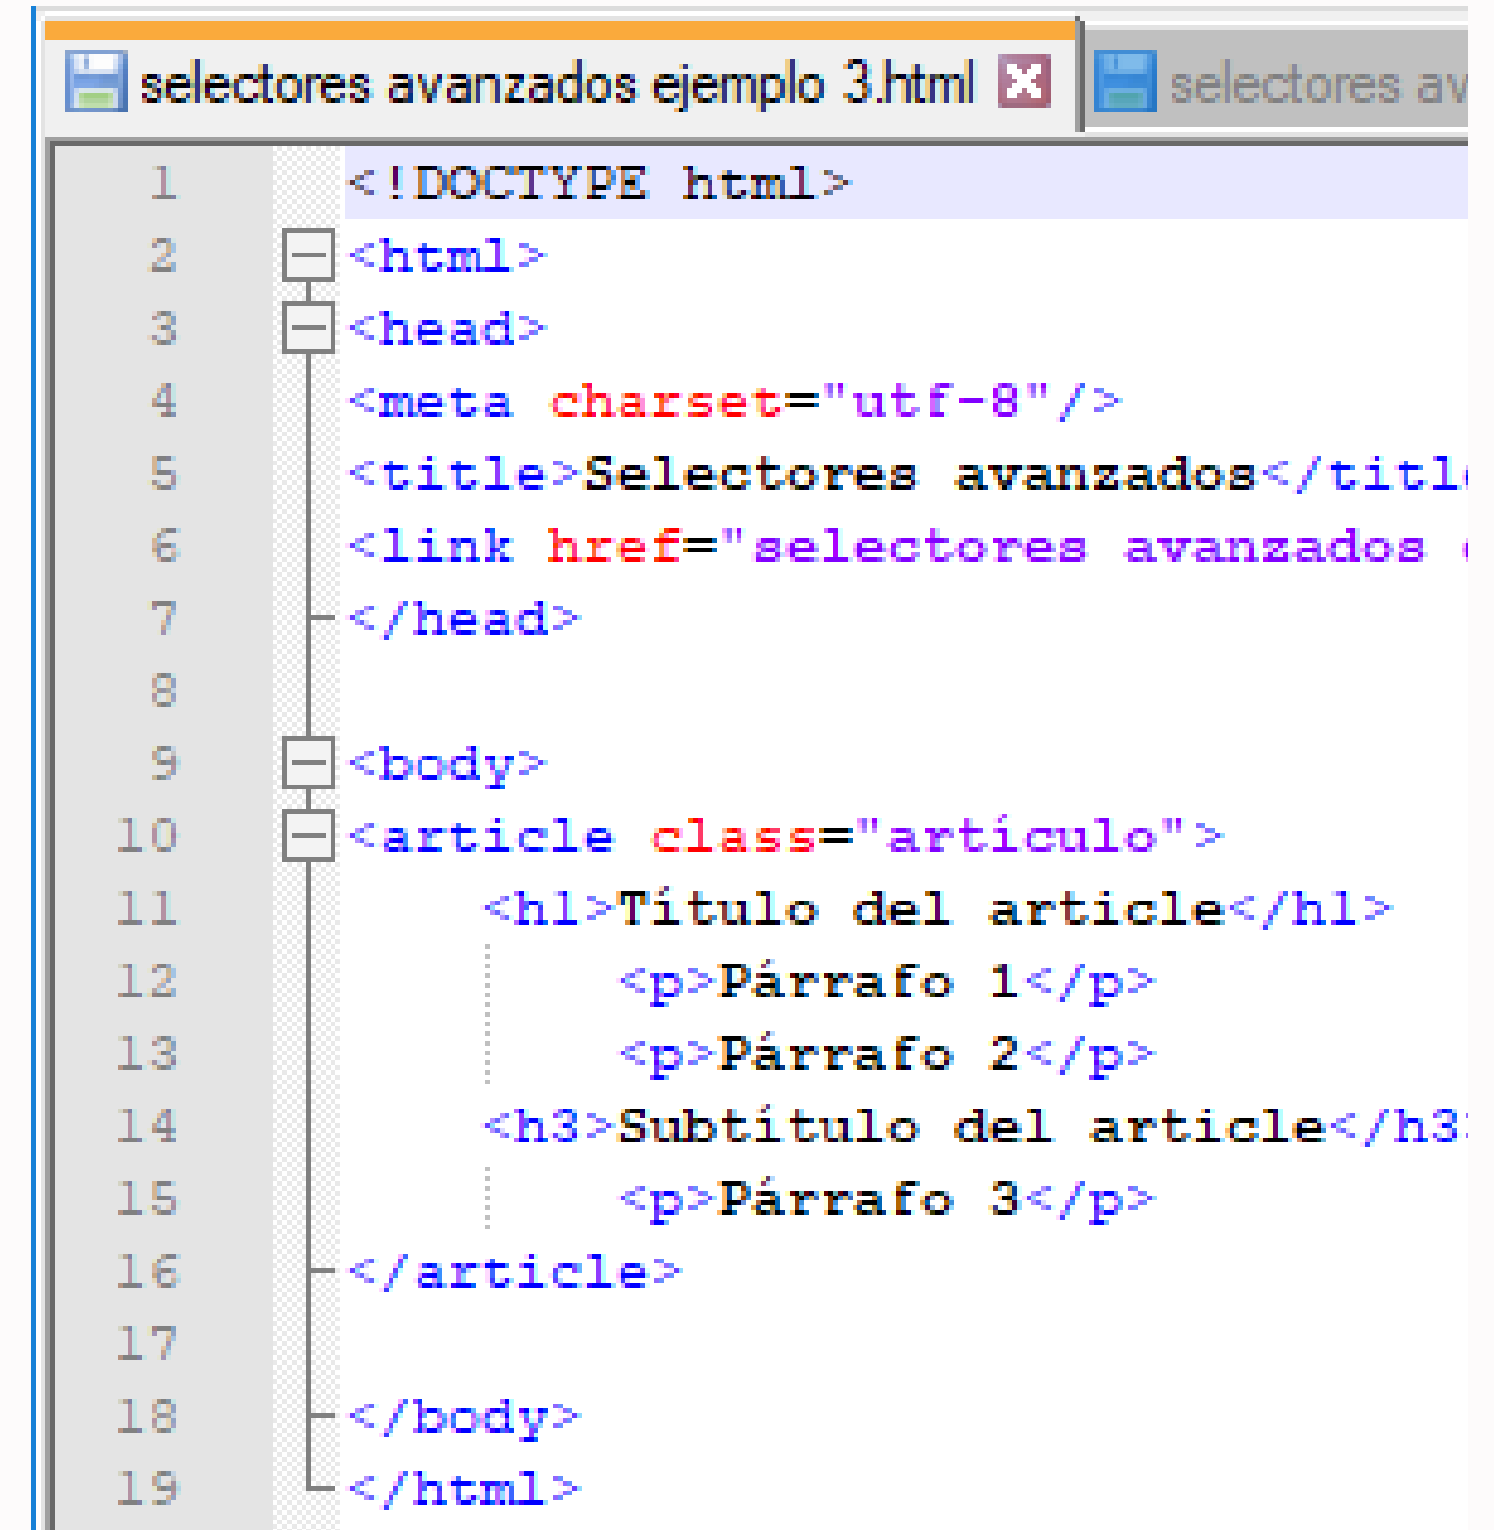 selectores avanzados ejemplo 3.html selectores av
1 <!DOCTYPE html>
2 <html>
3 <head>
4 <meta charset="utf-8"/>
5 <title>Selectores avanzados</titl
6 <link href="selectores avanzados
7 </head>
8
9 <body>
10 <article class="artículo">
11 <h1>Título del article</h1>
12 <p>Párrafo 1</p>
13 <p>Párrafo 2</p>
14 <h3>Subtítulo del article</h3
15 <p>Párrafo 3</p>
16 </article>
17
18 </body>
19 </html>